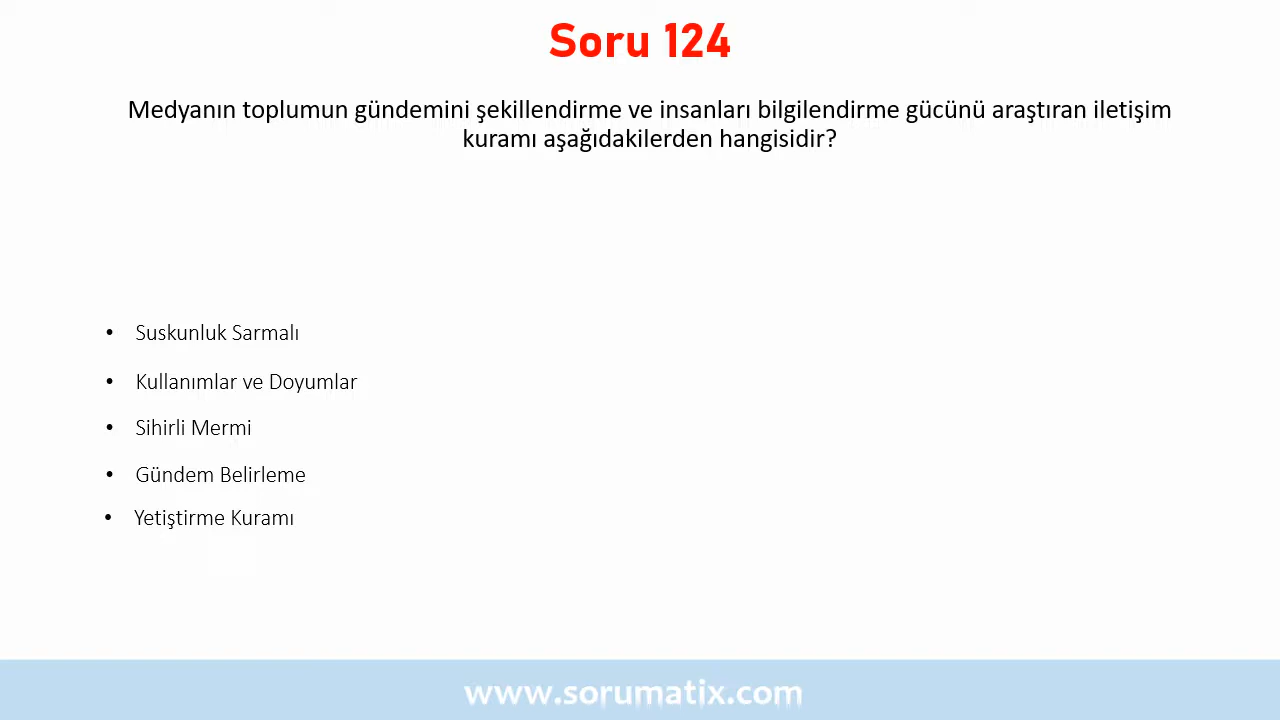 Soru 124
Medyanın toplumun gündemini şekillendirme ve insanları bilgilendirme gücünü araştıran iletişim
kuramı aşağıdakilerden hangisidir?
• Suskunluk Sarmalı
• Kullanımlar ve Doyumlar
• Sihirli Mermi
• Gündem Belirleme
• Yetiştirme Kuramı
www.sorumatix.com